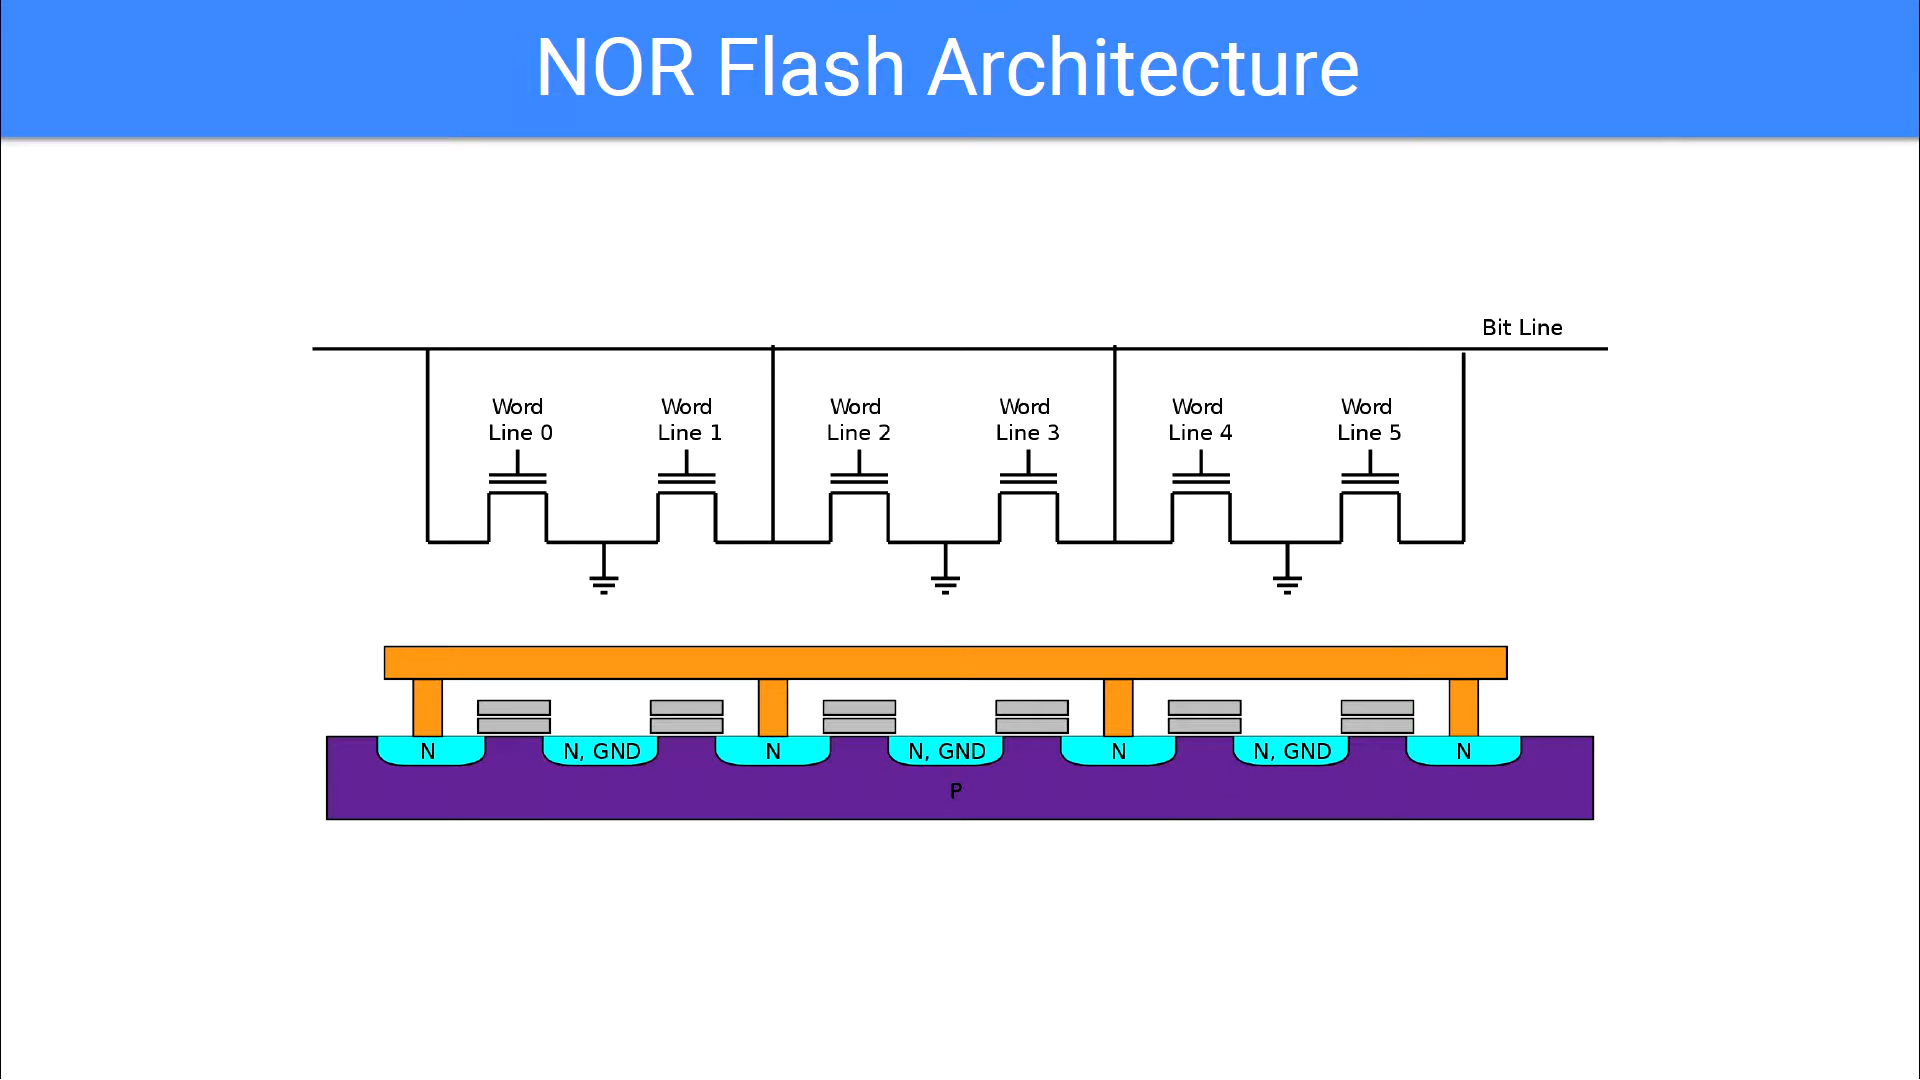 NOR Flash Architecture
Bit Line
Word
Line 0
Word
Line 1
Word
Line 2
Word
Line 3
Word
Line 4
Word
Line 5
N
N, GND
N
N, GND
N
N, GND
N
P